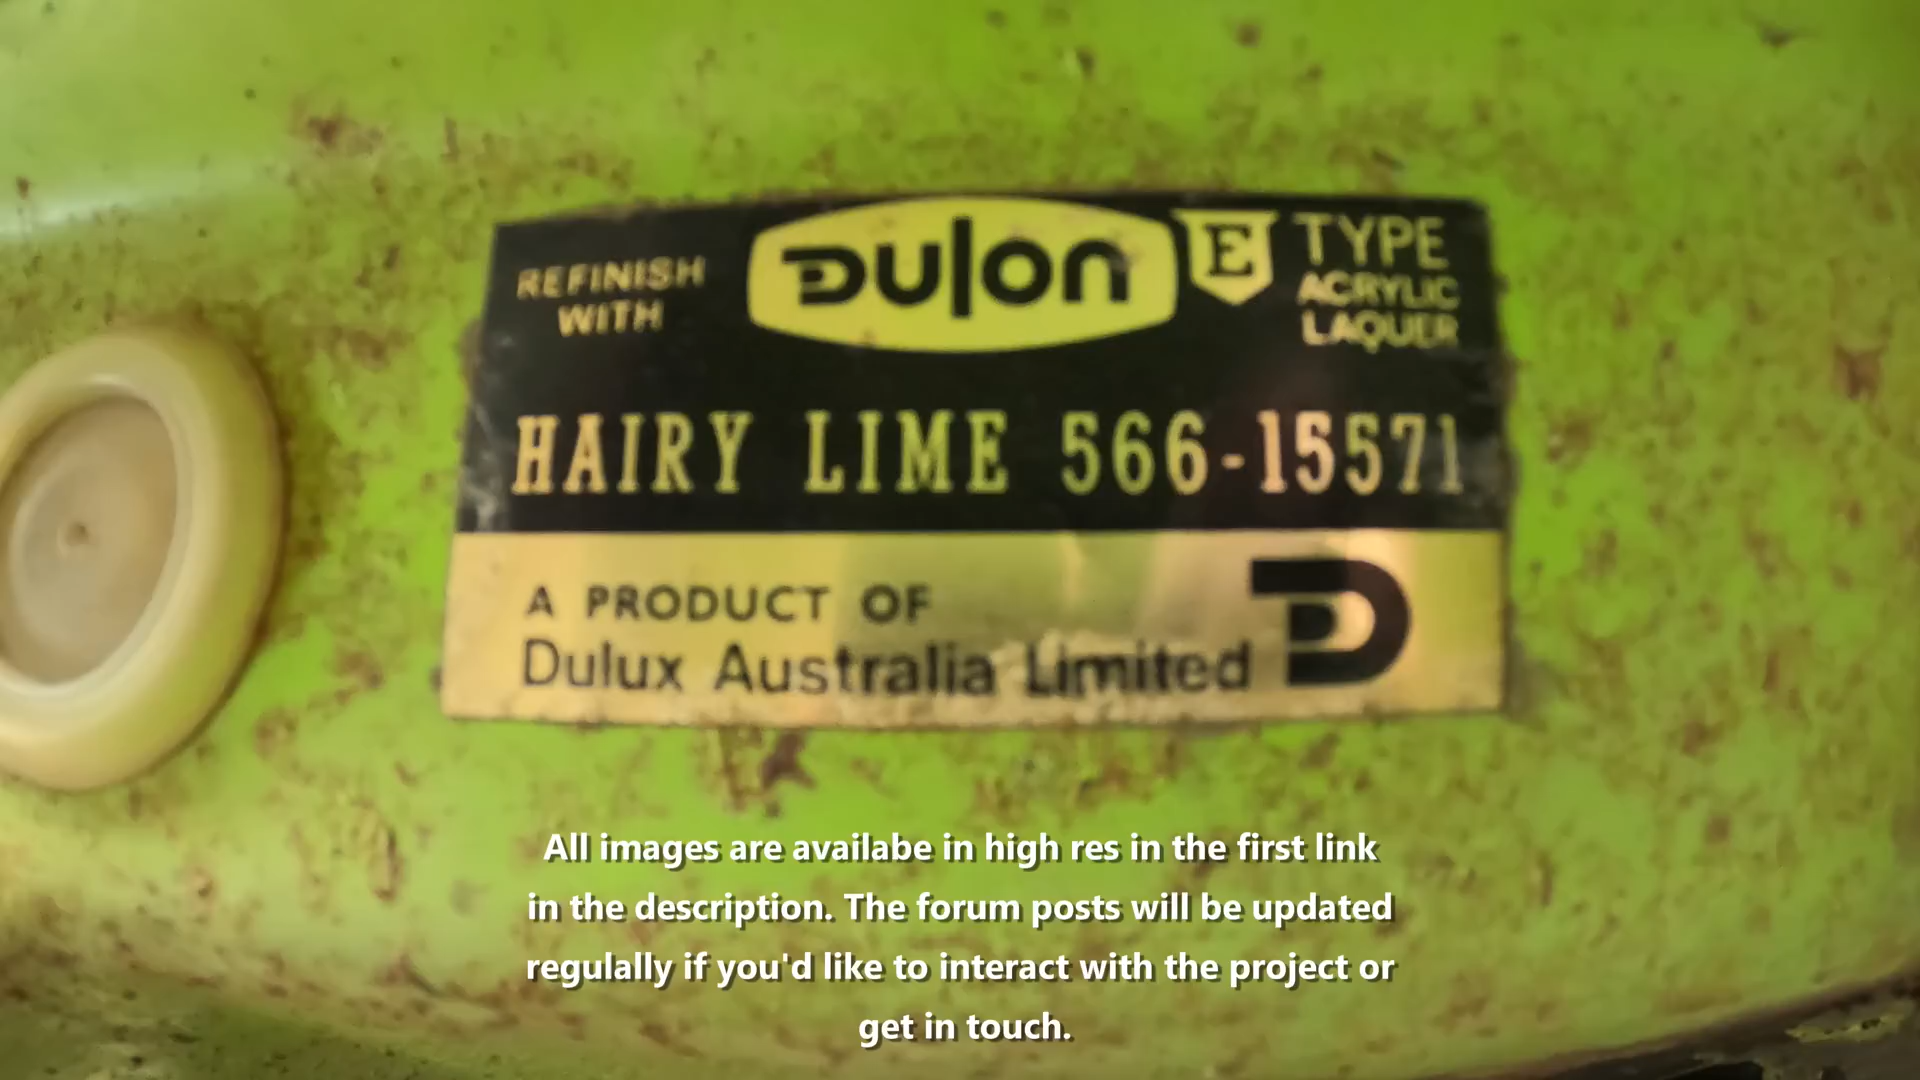 REFINISH
WITH
Dulon
E
TYPE
ACRYLIC
LAQUER
HAIRY LIME 566-15571
A PRODUCT OF
Dulux Australia Limited
D
All images are availabe in high res in the first link
in the description. The forum posts will be updated
regulally if you'd like to interact with the project or
get in touch.